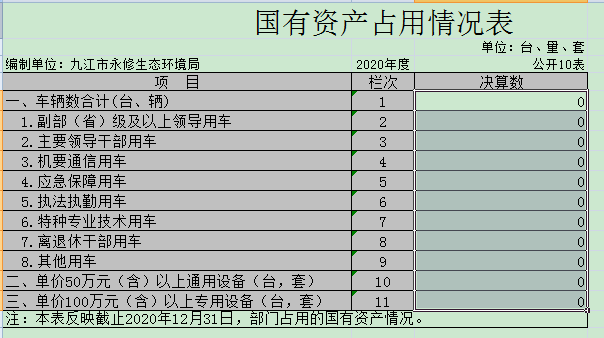 国有资产占用情况表
单位：台、量、套
编制单位：九江市永修生态环境局 2020年度 公开10表
项 目 栏次 决算数
一、车辆数合计(台、辆) 1 0
1.副部（省）级及以上领导用车 2 0
2.主要领导干部用车 3 0
3.机要通信用车 4 0
4.应急保障用车 5 0
5.执法执勤用车 6 0
6.特种专业技术用车 7 0
7.离退休干部用车 8 0
8.其他用车 9 0
二、单价50万元（含）以上通用设备（台，套） 10 0
三、单价100万元（含）以上专用设备（台，套） 11 0
注：本表反映截止2020年12月31日，部门占用的国有资产情况。